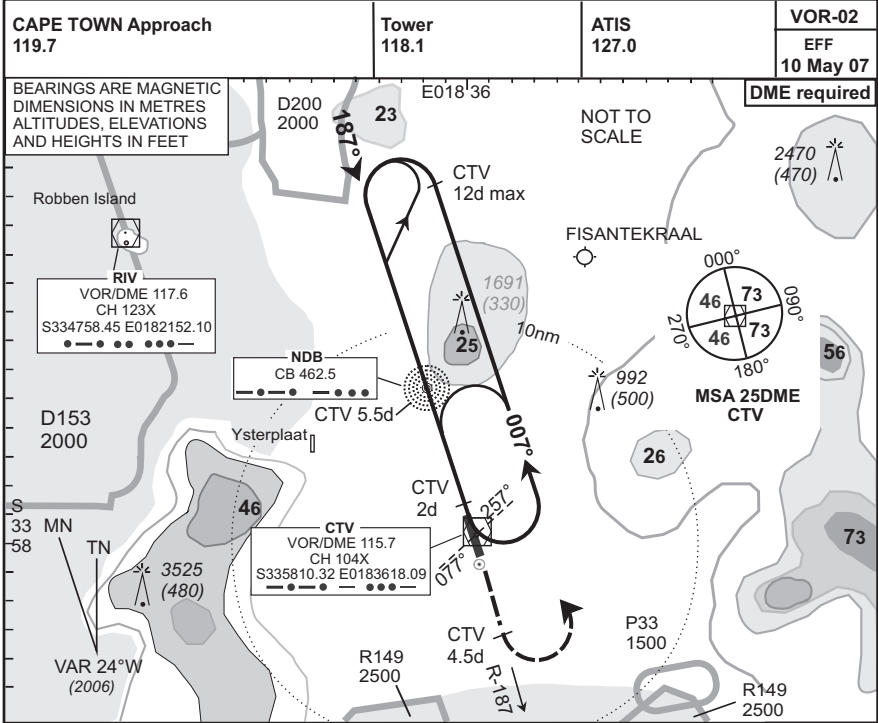 CAPE TOWN Approach
119.7
Tower
118.1
ATIS
127.0
VOR-02
EFF
10 May 07
BEARINGS ARE MAGNETIC
DIMENSIONS IN METRES
ALTITUDES, ELEVATIONS
AND HEIGHTS IN FEET
D200
2000
187°
23
E018 36
NOT TO
SCALE
DME required
2470
(470)
CTV
12d max
Robben Island
RIV
VOR/DME 117.6
CH 123X
S334758.45 E0182152.10
FISANTEKRAAL
1691
(330)
25
10nm
000°
090°
180°
270°
46
73
46
73
MSA 25DME
CTV
56
NDB
CB 462.5
CTV 5.5d
992
(500)
D153
2000
Ysterplaat
007°
26
46
CTV
2d
257°
077°
S
33
58
MN
TN
CTV
VOR/DME 115.7
CH 104X
S335810.32 E0183618.09
73
3525
(480)
CTV
4.5d
R-187
P33
1500
VAR 24°W
(2006)
R149
2500
R149
2500